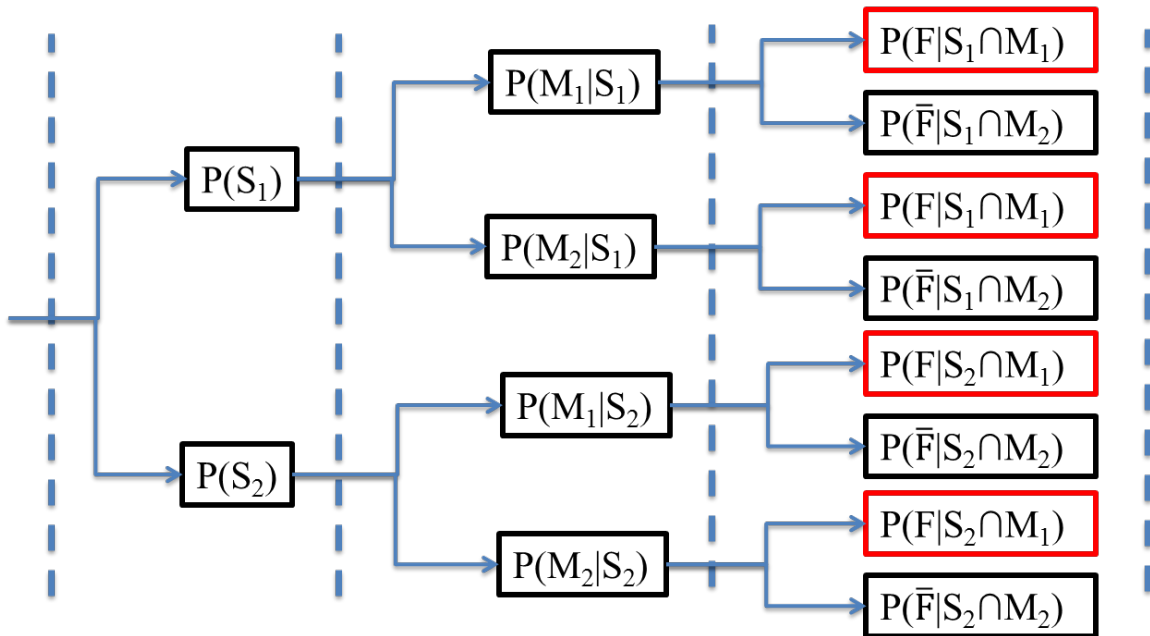 P(F|S₁∩M₁)
P(M₁|S₁)
P(F̅|S₁∩M₂)
P(S₁)
P(F|S₁∩M₁)
P(M₂|S₁)
P(F̅|S₁∩M₂)
P(F|S₂∩M₁)
P(M₁|S₂)
P(F̅|S₂∩M₂)
P(S₂)
P(F|S₂∩M₁)
P(M₂|S₂)
P(F̅|S₂∩M₂)